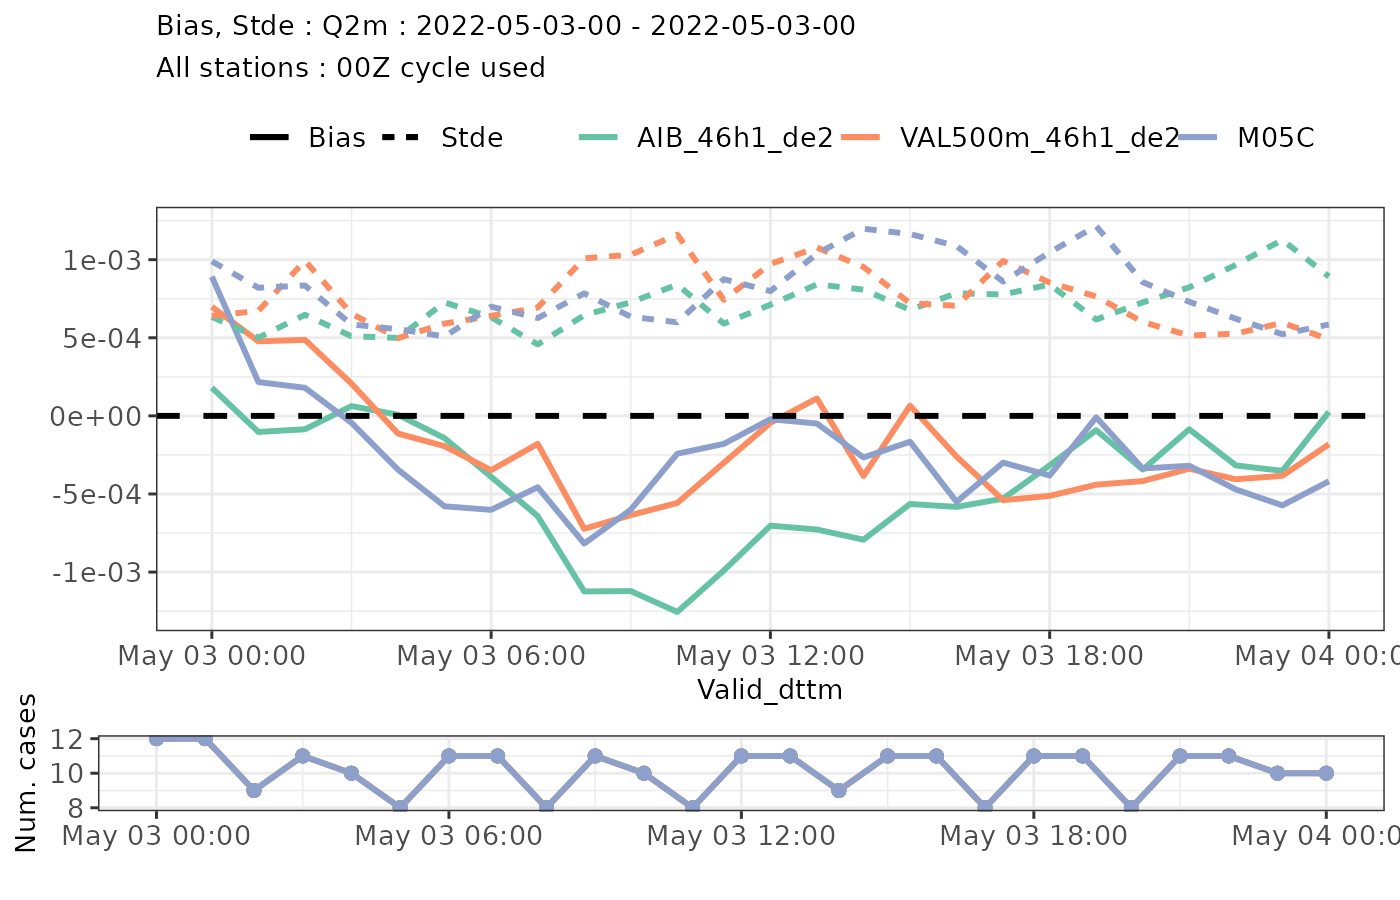 Bias, Stde : Q2m : 2022-05-03-00 - 2022-05-03-00
All stations : 00Z cycle used
Bias Stde AIB_46h1_de2 VAL500m_46h1_de2 M05C
1e-03
5e-04
0e+00
-5e-04
-1e-03
May 03 00:00 May 03 06:00 May 03 12:00 May 03 18:00 May 04 00:0
Valid_dttm
Num. cases
12
10
8
May 03 00:00 May 03 06:00 May 03 12:00 May 03 18:00 May 04 00:0